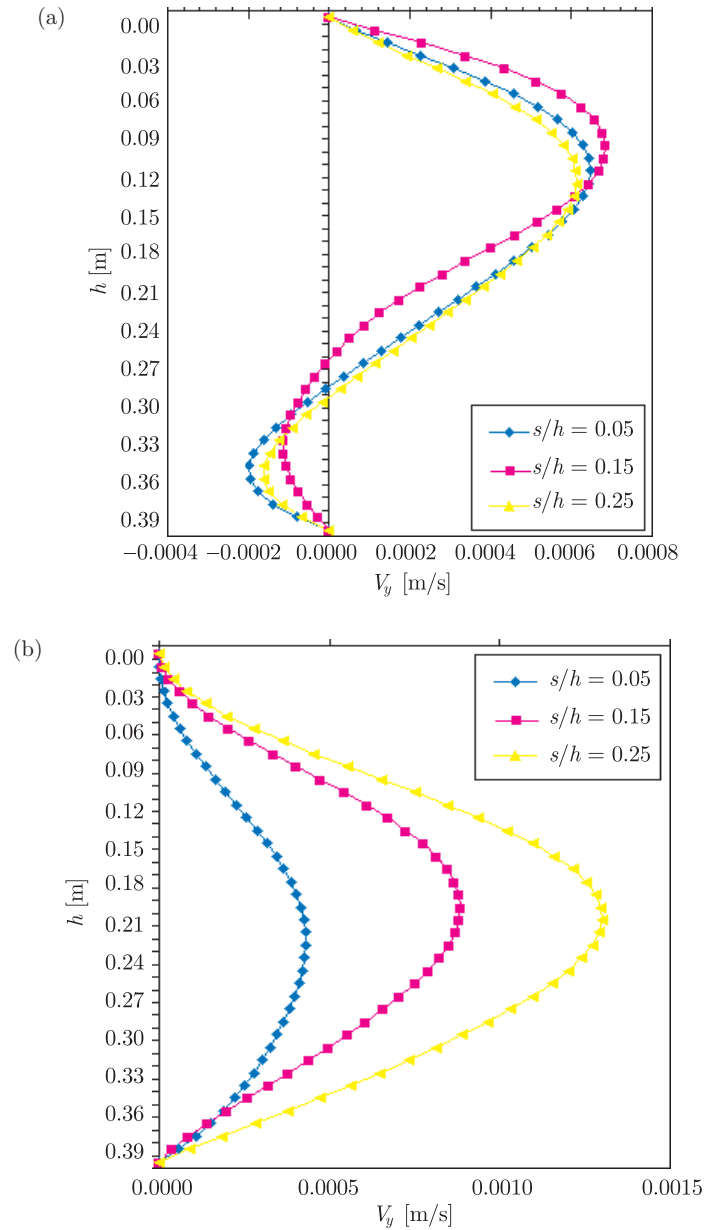 (a)
0.00
0.03
0.06
0.09
0.12
0.15
0.18
0.21
0.24
0.27
0.30
0.33
0.36
0.39
h [m]
s/h = 0.05
s/h = 0.15
s/h = 0.25
−0.0004 −0.0002 0.0000 0.0002 0.0004 0.0006 0.0008
V_y [m/s]
(b)
0.00
0.03
0.06
0.09
0.12
0.15
0.18
0.21
0.24
0.27
0.30
0.33
0.36
0.39
h [m]
s/h = 0.05
s/h = 0.15
s/h = 0.25
0.0000 0.0005 0.0010 0.0015
V_y [m/s]